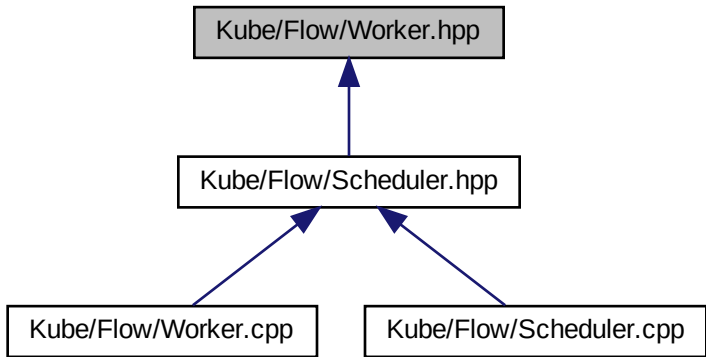 Kube/Flow/Worker.hpp
Kube/Flow/Scheduler.hpp
Kube/Flow/Worker.cpp
Kube/Flow/Scheduler.cpp